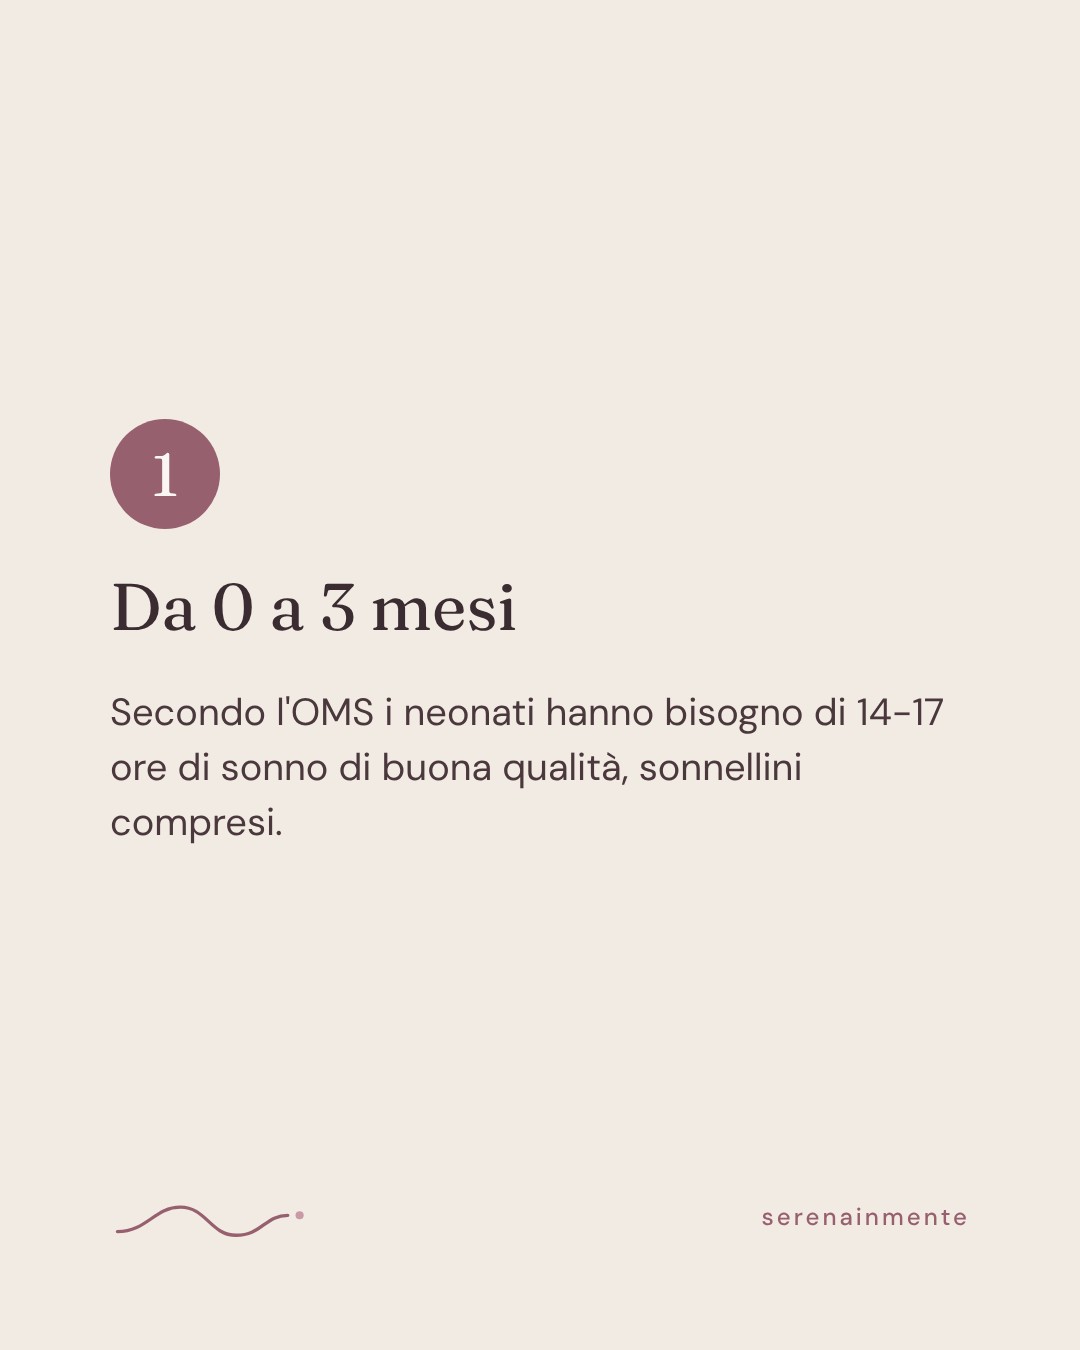 1
Da 0 a 3 mesi
Secondo l'OMS i neonati hanno bisogno di 14–17
ore di sonno di buona qualità, sonnellini
compresi.
serenainmente